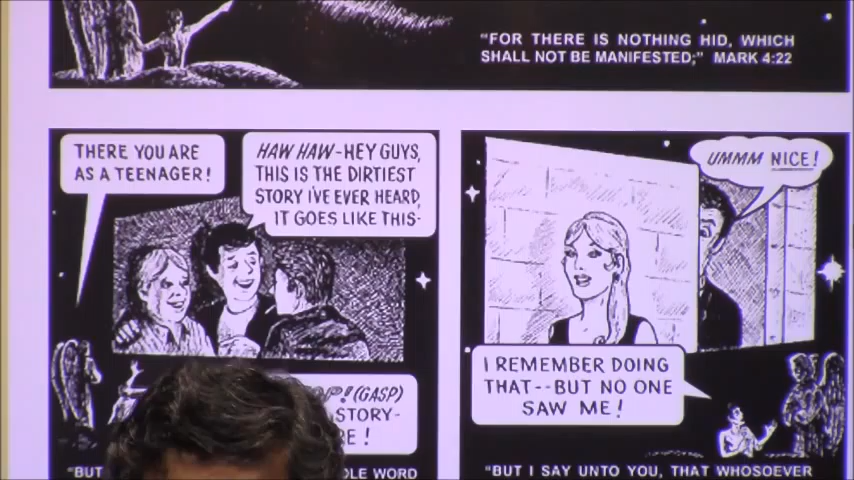 "FOR THERE IS NOTHING HID, WHICH
SHALL NOT BE MANIFESTED;" MARK 4:22
THERE YOU ARE
AS A TEENAGER!
HAW HAW-HEY GUYS,
THIS IS THE DIRTIEST
STORY I'VE EVER HEARD,
IT GOES LIKE THIS-
(GASP)
STORY-
"BUT
WORD
UMMM NICE!
I REMEMBER DOING
THAT--BUT NO ONE
SAW ME!
"BUT I SAY UNTO YOU, THAT WHOSOEVER